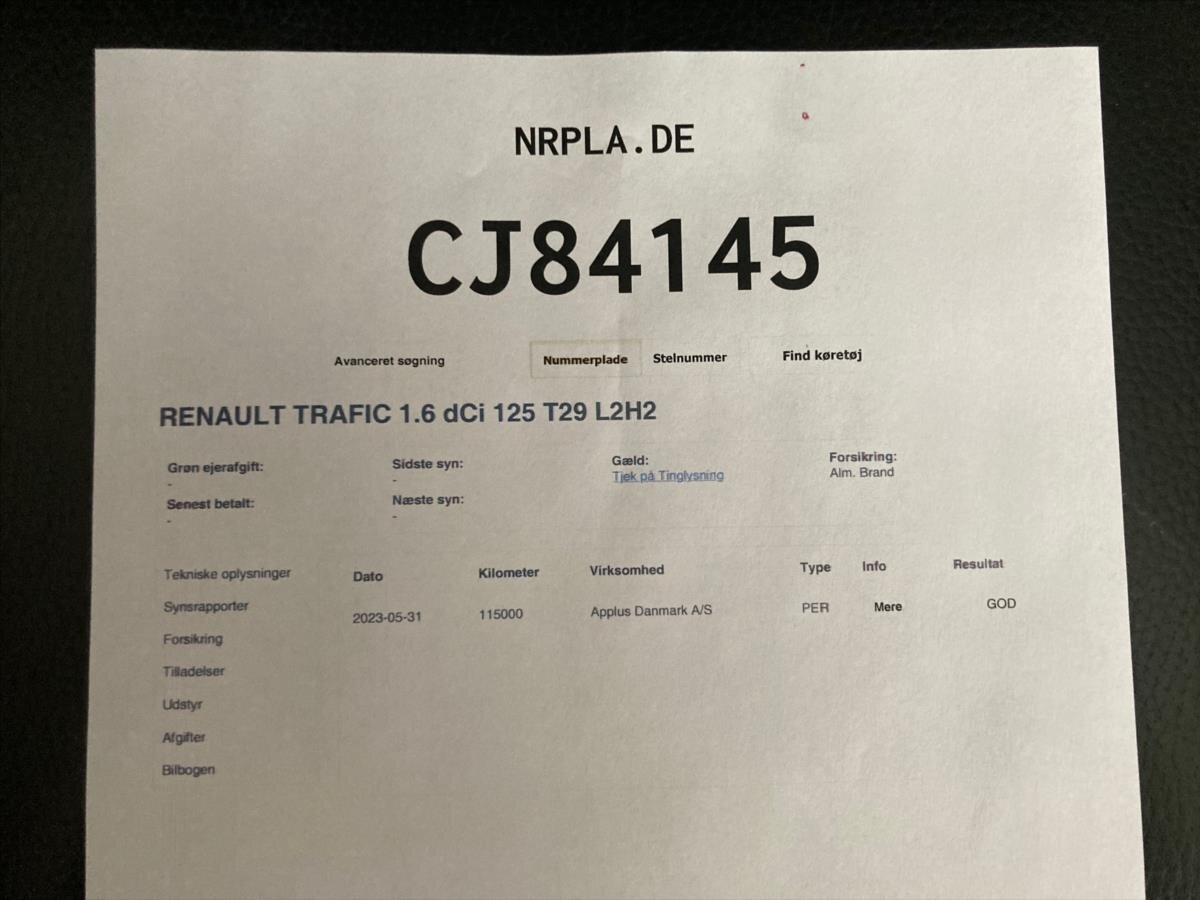 NRPLA.DE
CJ84145
Avanceret søgning Nummerplade Stelnummer Find køretøj
RENAULT TRAFIC 1.6 dCi 125 T29 L2H2
Grøn ejerafgift: Sidste syn: Gæld: Forsikring:
- - Tjek på Tinglysning Alm. Brand
Senest betalt: Næste syn:
- -
Tekniske oplysninger Dato Kilometer Virksomhed Type Info Resultat
Synsrapporter 2023-05-31 115000 Applus Danmark A/S PER Mere GOD
Forsikring
Tilladelser
Udstyr
Afgifter
Bilbogen